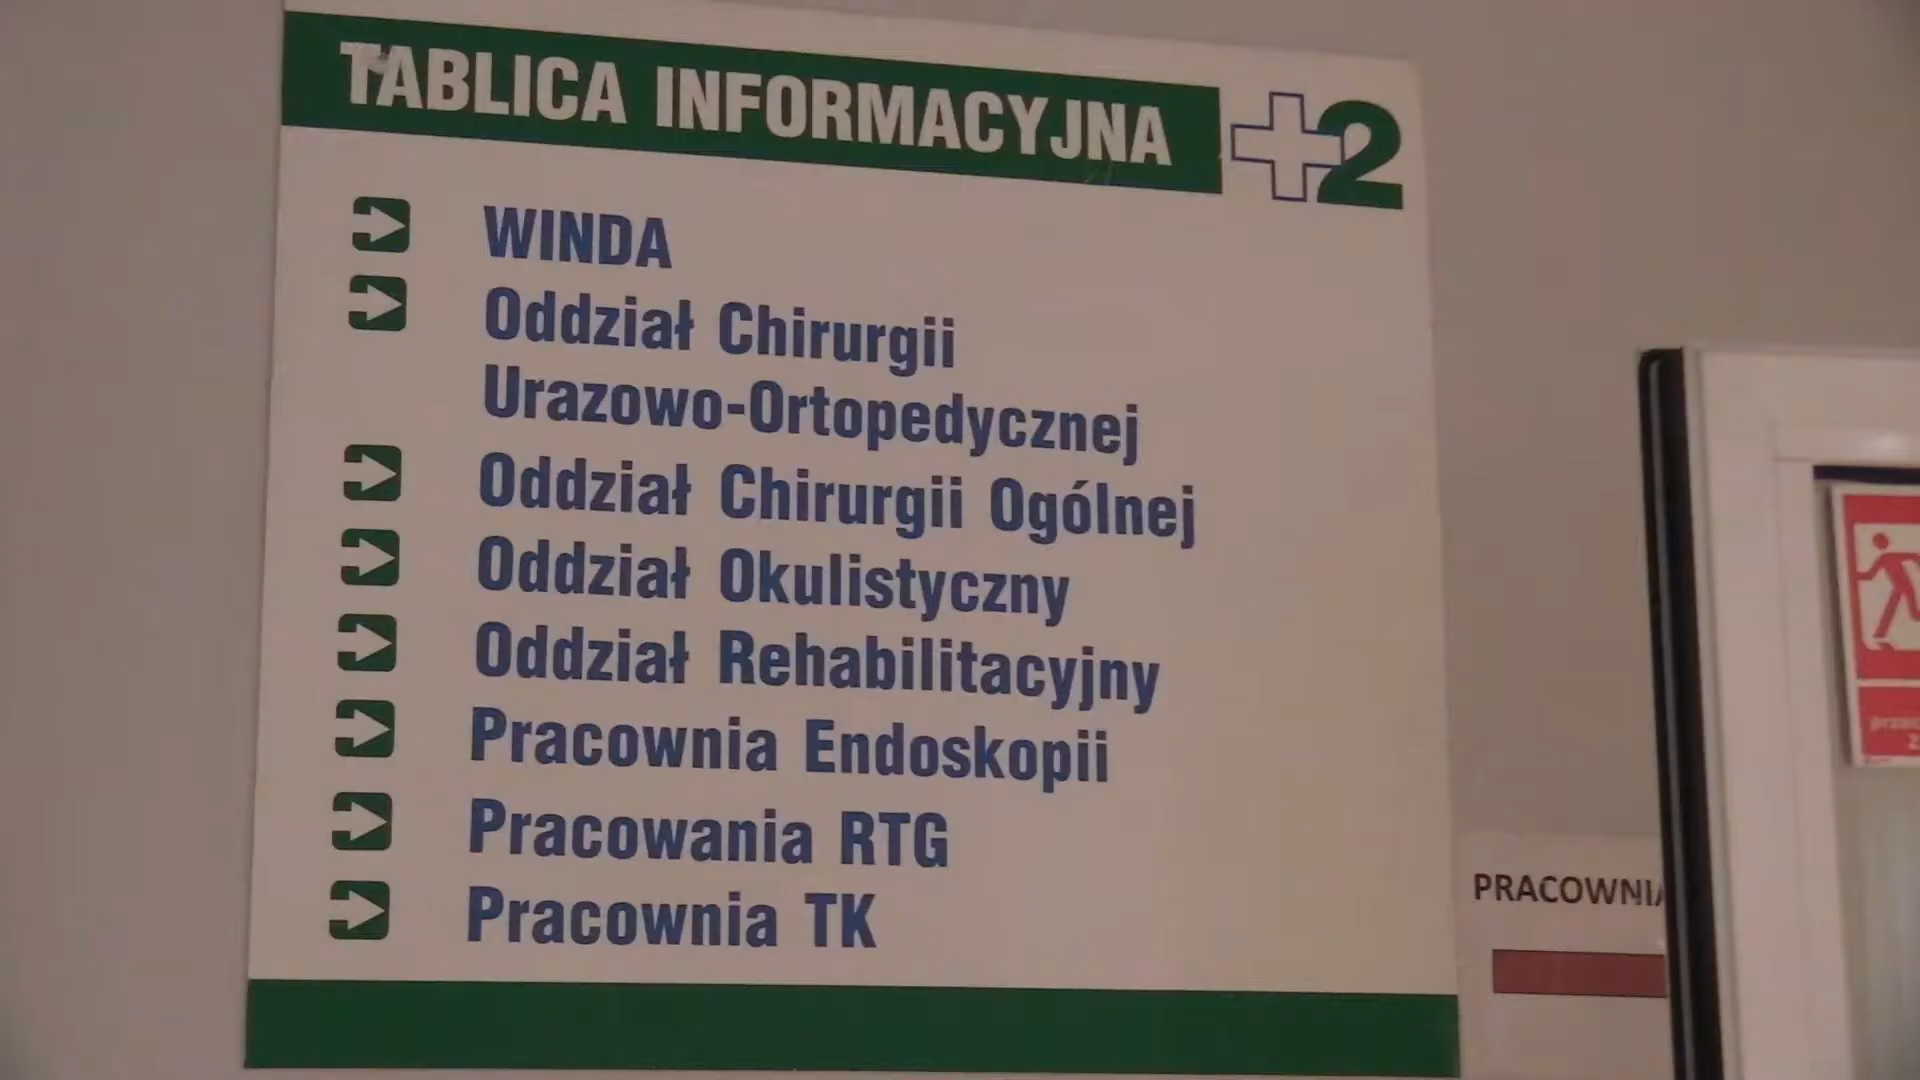 TABLICA INFORMACYJNA
2
WINDA
Oddział Chirurgii
Urazowo-Ortopedycznej
Oddział Chirurgii Ogólnej
Oddział Okulistyczny
Oddział Rehabilitacyjny
Pracownia Endoskopii
Pracowania RTG
Pracownia TK
PRACOWNIA